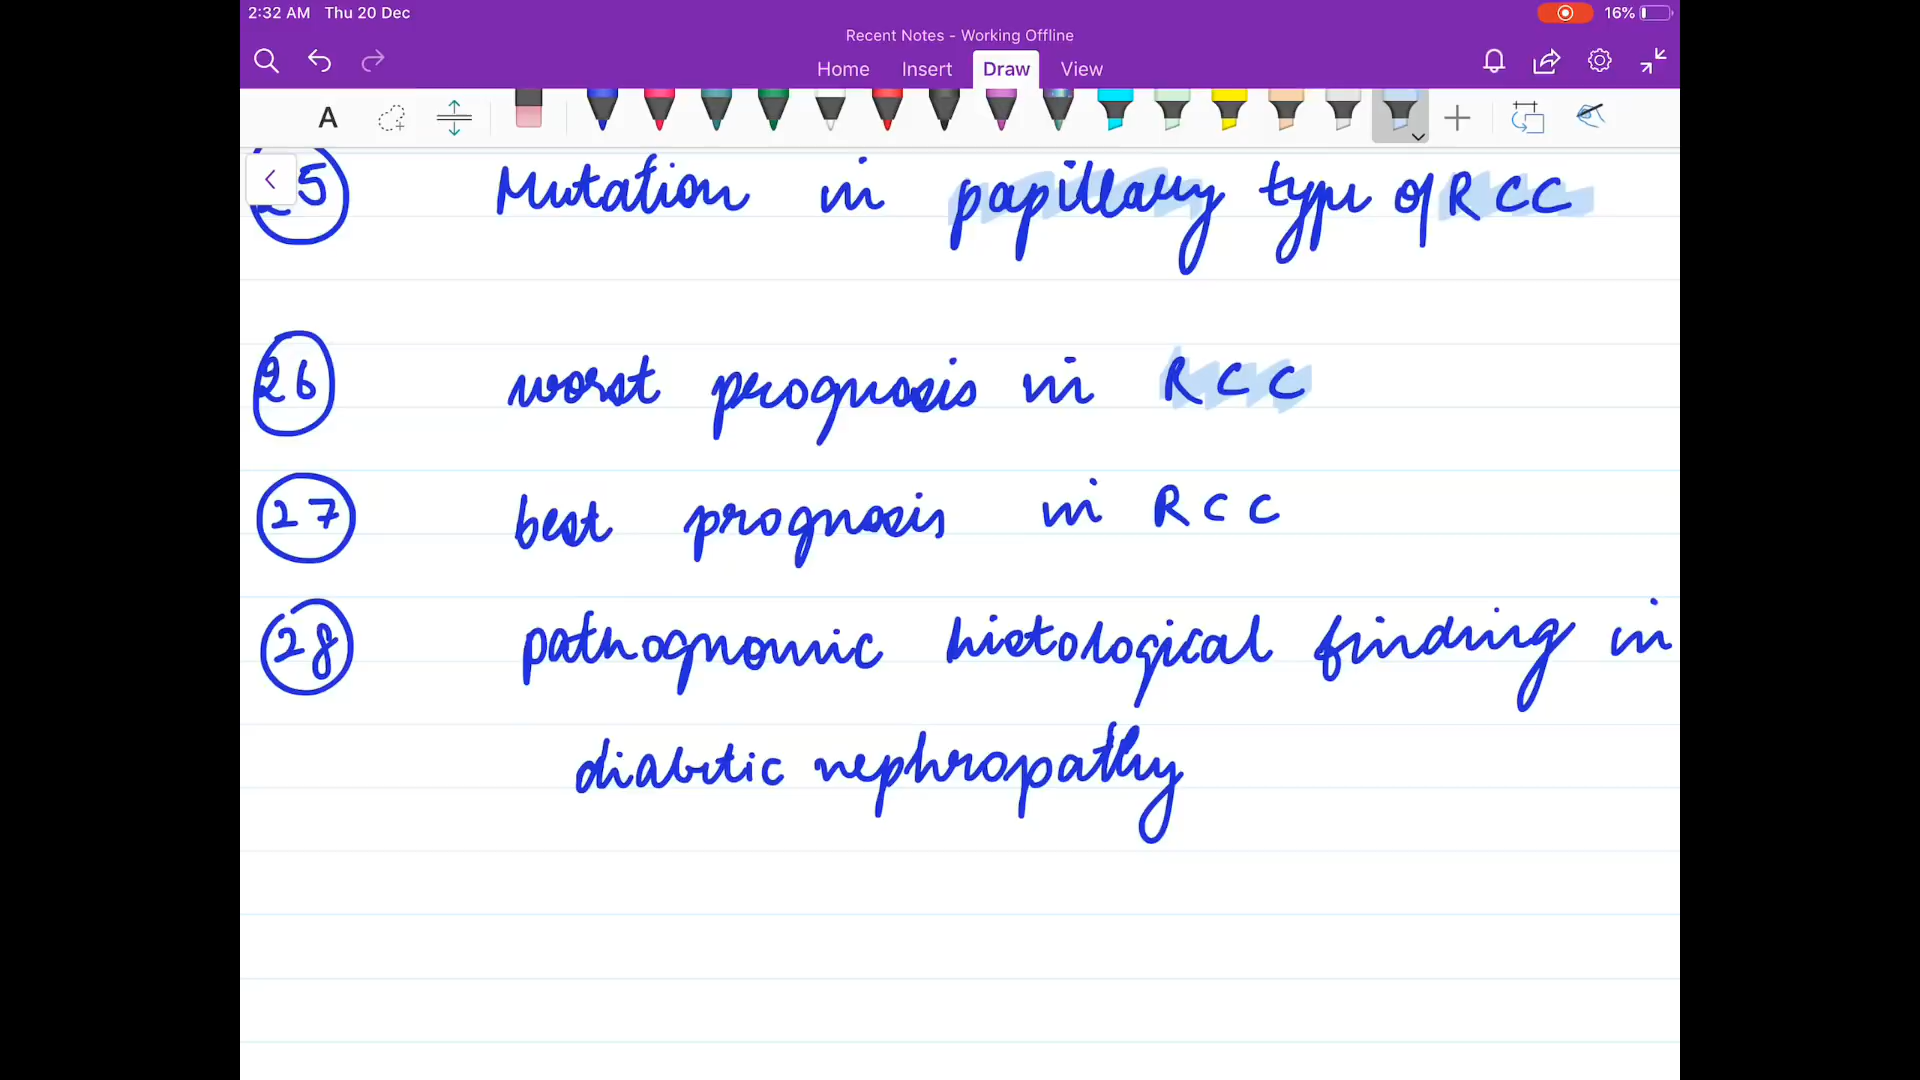 2:32 AM Thu 20 Dec
16%
Recent Notes - Working Offline
Home Insert Draw View
A
25 Mutation in papillary type of RCC
26 worst prognosis in RCC
27 best prognosis in RCC
28 pathognomic histological finding in
diabetic nephropathy